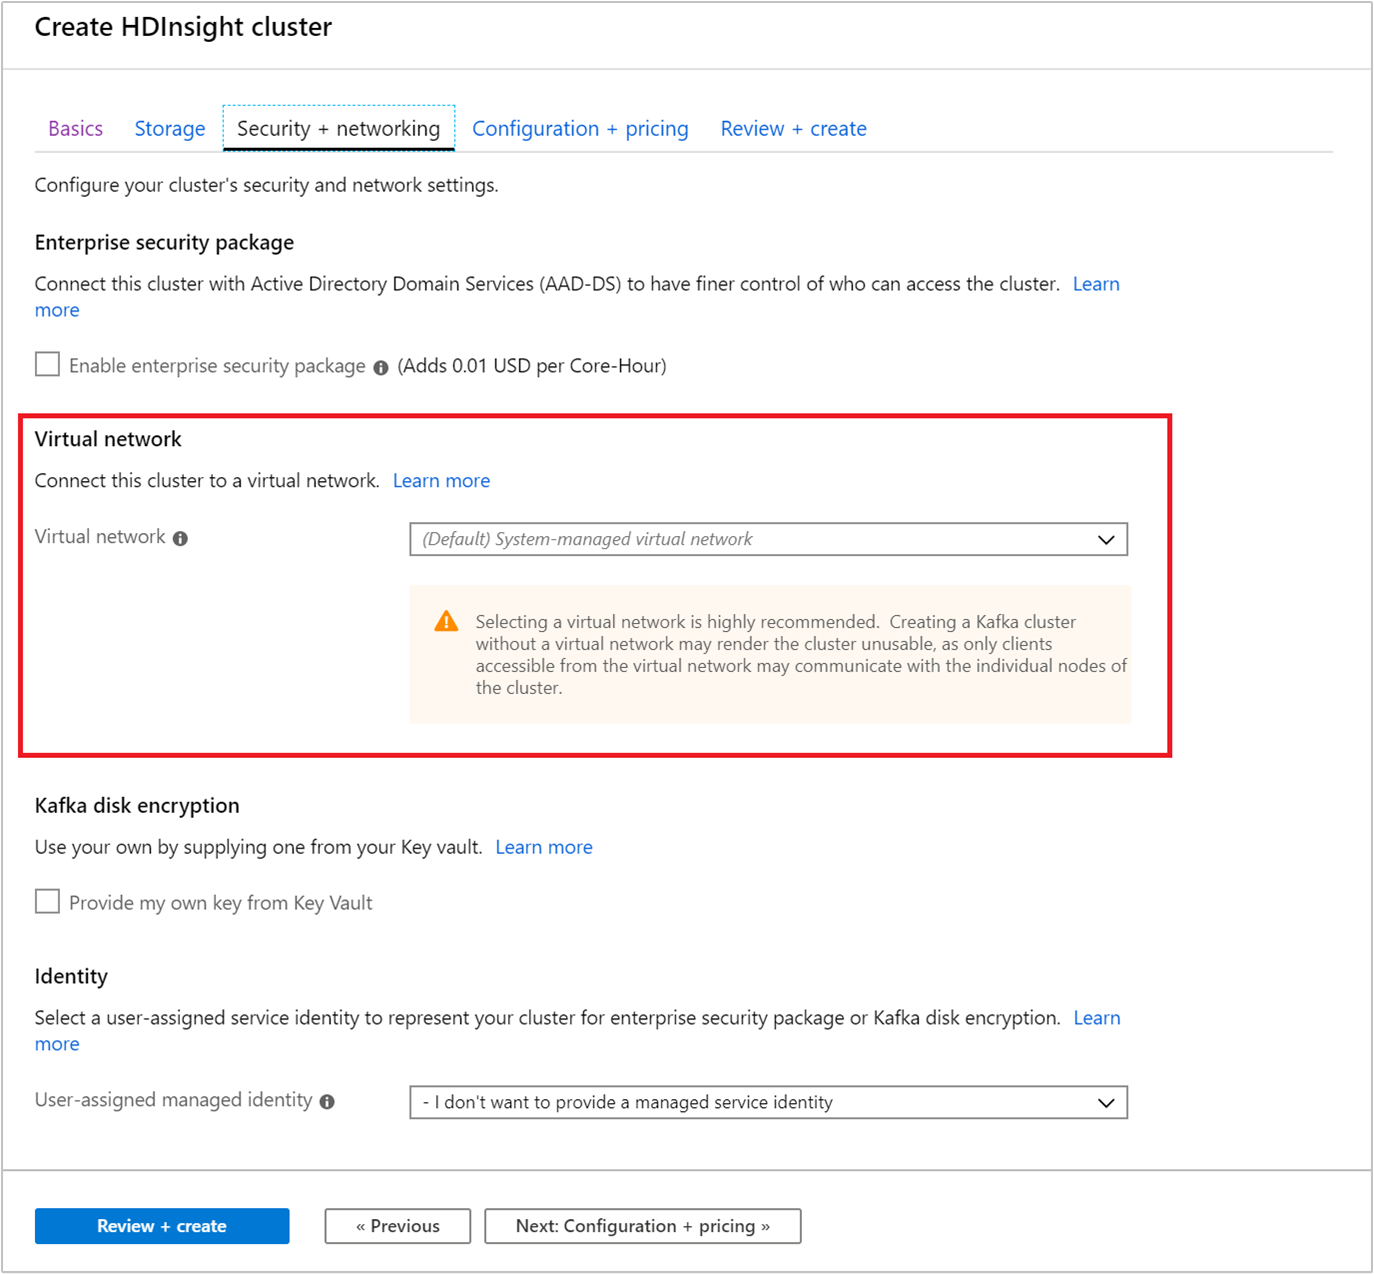 Create HDInsight cluster
Basics Storage Security + networking Configuration + pricing Review + create
Configure your cluster's security and network settings.
Enterprise security package
Connect this cluster with Active Directory Domain Services (AAD-DS) to have finer control of who can access the cluster. Learn
more
Enable enterprise security package (Adds 0.01 USD per Core-Hour)
Virtual network
Connect this cluster to a virtual network. Learn more
Virtual network (Default) System-managed virtual network
Selecting a virtual network is highly recommended. Creating a Kafka cluster
without a virtual network may render the cluster unusable, as only clients
accessible from the virtual network may communicate with the individual nodes of
the cluster.
Kafka disk encryption
Use your own by supplying one from your Key vault. Learn more
Provide my own key from Key Vault
Identity
Select a user-assigned service identity to represent your cluster for enterprise security package or Kafka disk encryption. Learn
more
User-assigned managed identity - I don't want to provide a managed service identity
Review + create « Previous Next: Configuration + pricing »